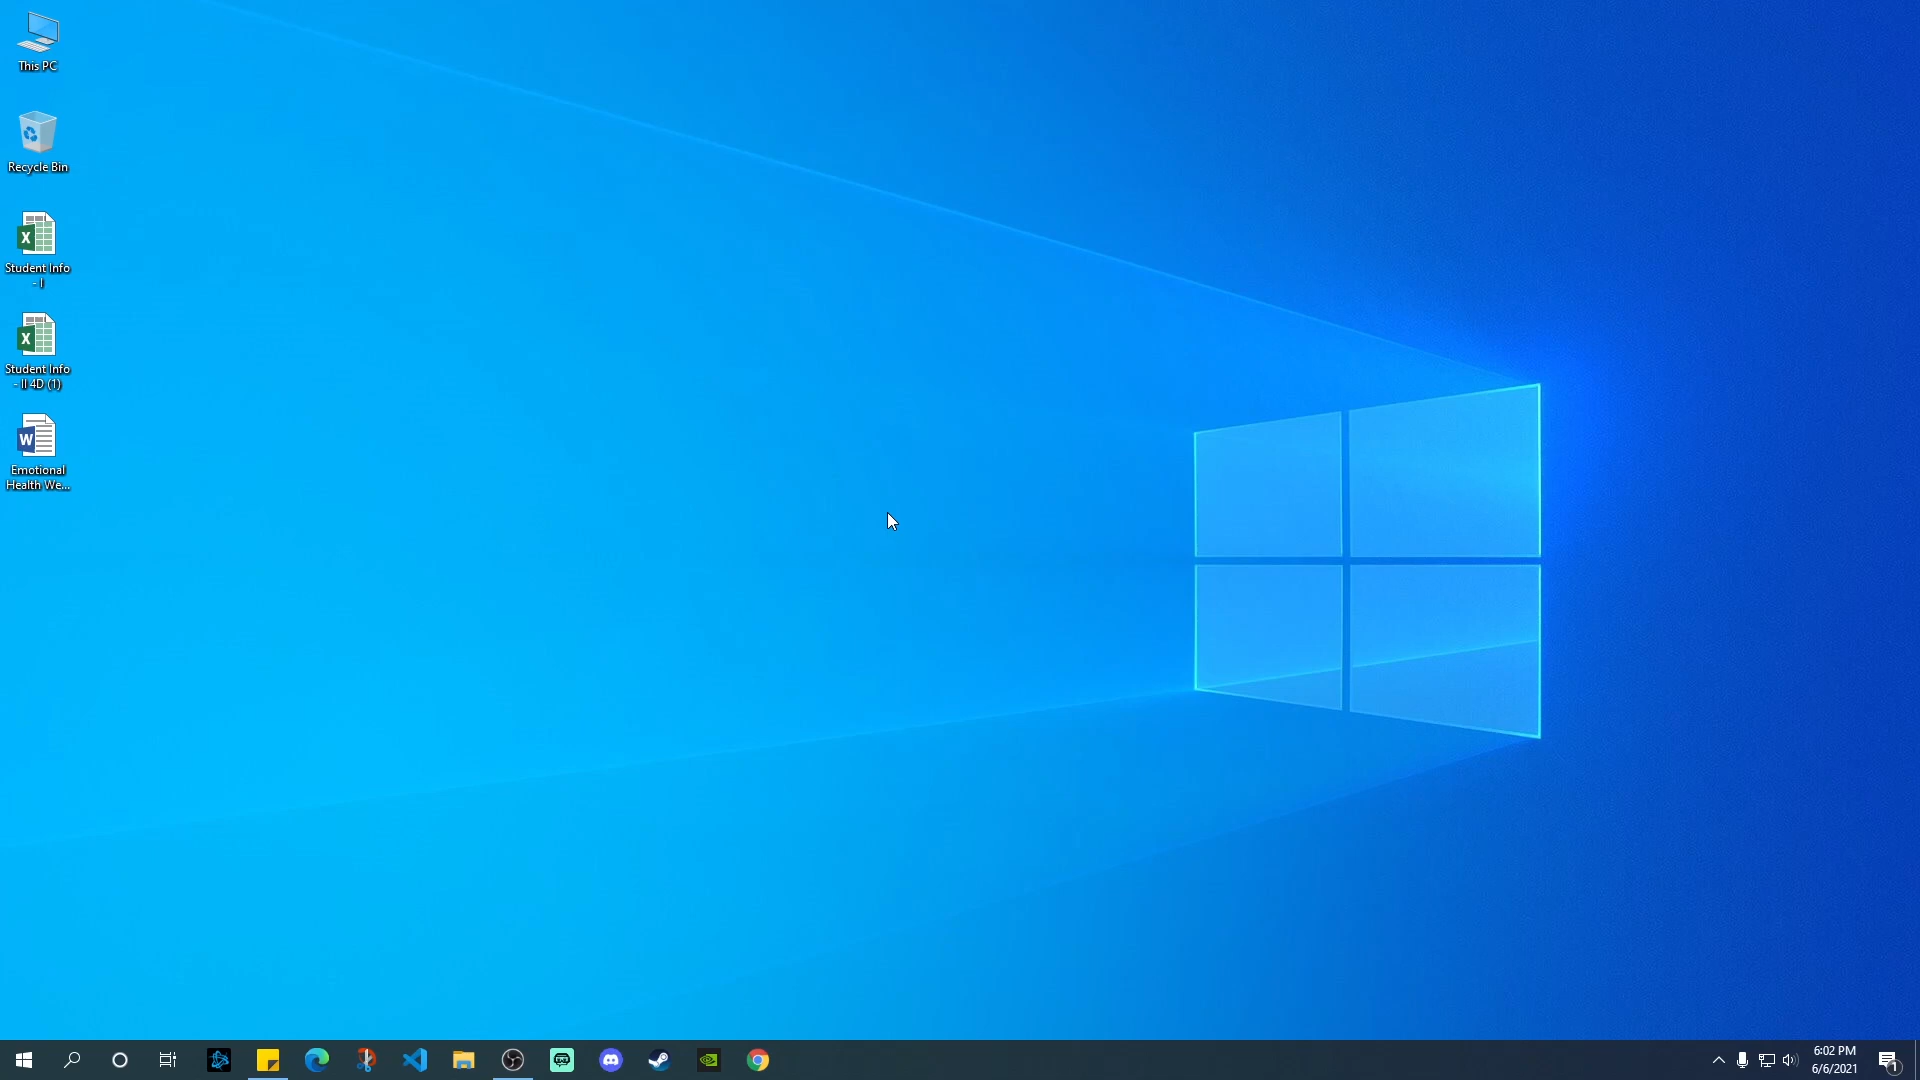 This PC
Recycle Bin
Student Info
- I
Student Info
- II 4D (1)
Emotional
Health We...
6:02 PM
6/6/2021
1